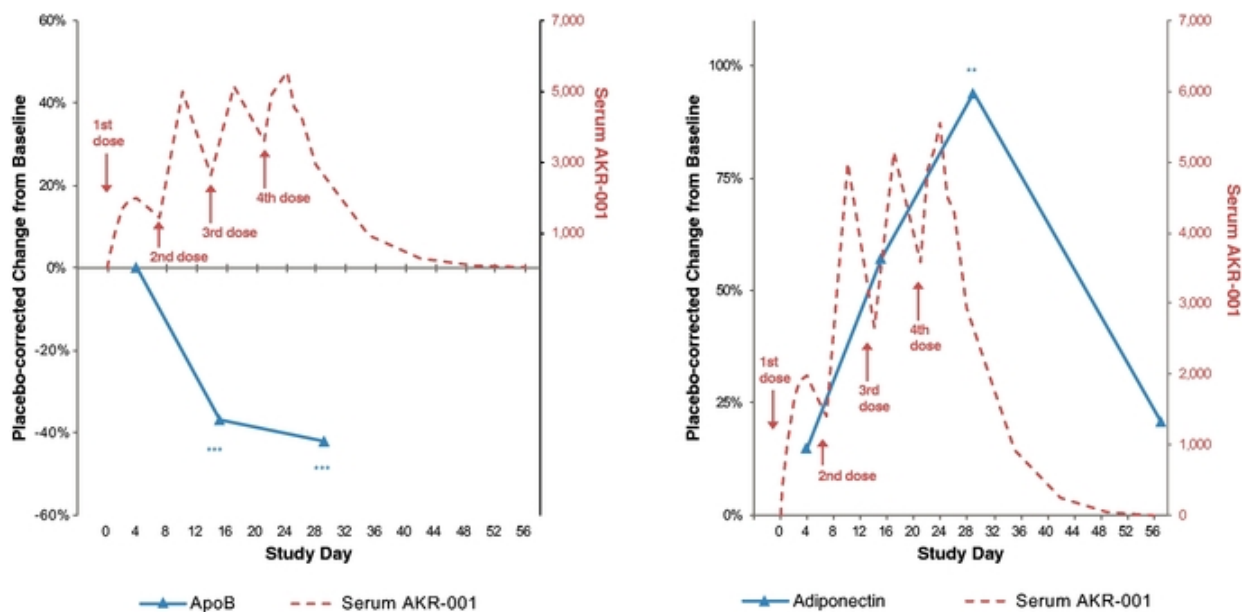 60%
40%
20%
0%
-20%
-40%
-60%
Placebo-corrected Change from Baseline
7,000
5,000
3,000
1,000
Serum AKR-001
1st
dose
2nd dose
3rd dose
4th dose
***
***
0 4 8 12 16 20 24 28 32 36 40 44 48 56
Study Day
ApoB
Serum AKR-001
100%
75%
50%
25%
0%
Placebo-corrected Change from Baseline
7,000
6,000
5,000
4,000
3,000
2,000
1,000
0
Serum AKR-001
**
1st
dose
2nd dose
3rd
dose
4th
dose
0 4 8 12 16 20 24 28 32 36 44 48 56
Study Day
Adiponectin
Serum AKR-001